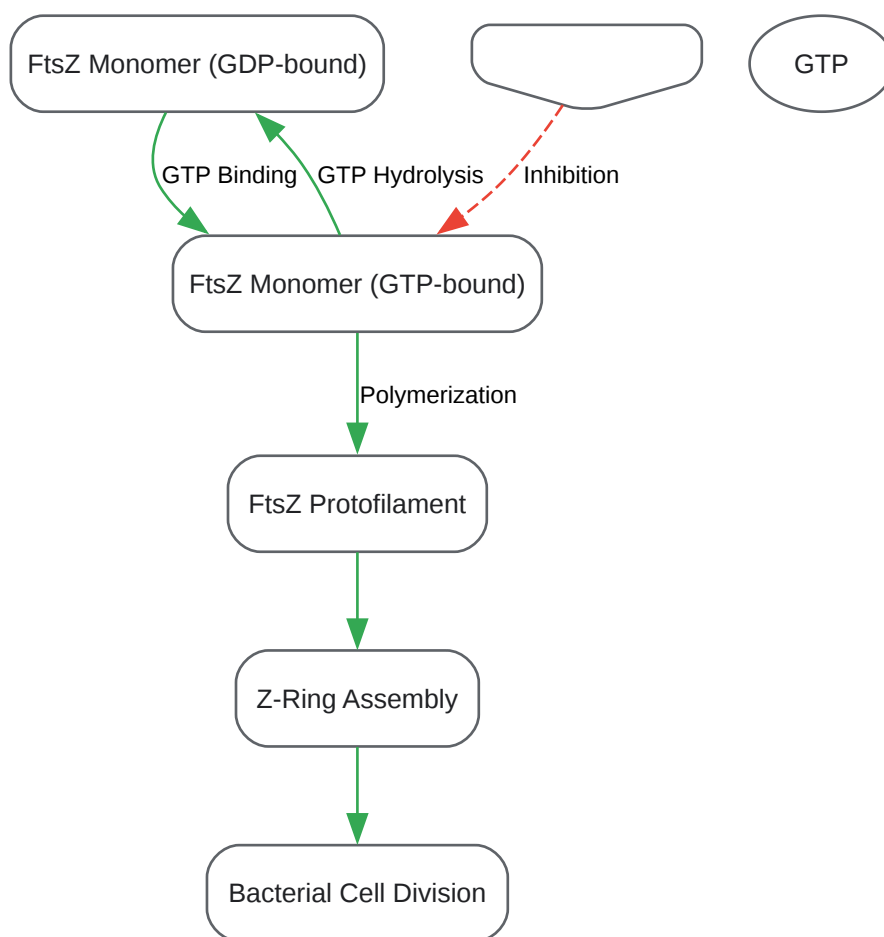 FtsZ Monomer (GDP-bound)
GTP
GTP Binding
GTP Hydrolysis
Inhibition
FtsZ Monomer (GTP-bound)
Polymerization
FtsZ Protofilament
Z-Ring Assembly
Bacterial Cell Division